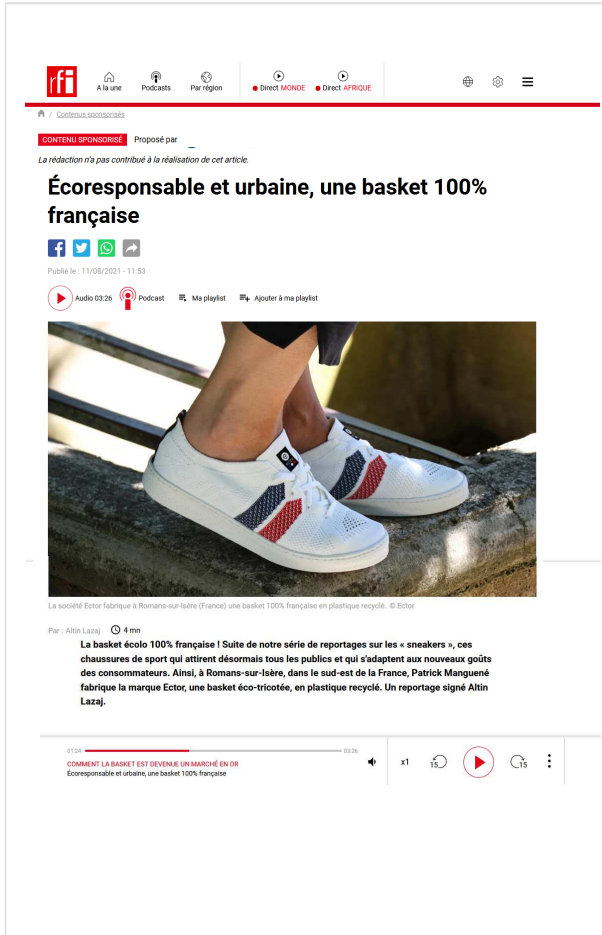 rfi
A la une
Podcasts
Par région
Direct MONDE
Direct AFRIQUE
/ Contenus sponsorisés
CONTENU SPONSORISÉ Proposé par _
La rédaction n'a pas contribué à la réalisation de cet article.
Écoresponsable et urbaine, une basket 100%
française
Publié le : 11/08/2021 - 11:53
Audio 03:26
Podcast
Ma playlist
Ajouter à ma playlist
La société Ector fabrique à Romans-sur-Isère (France) une basket 100% française en plastique recyclé. © Ector
Par : Altin Lazaj 4 mn
La basket écolo 100% française ! Suite de notre série de reportages sur les « sneakers », ces
chaussures de sport qui attirent désormais tous les publics et qui s'adaptent aux nouveaux goûts
des consommateurs. Ainsi, à Romans-sur-Isère, dans le sud-est de la France, Patrick Manguené
fabrique la marque Ector, une basket éco-tricotée, en plastique recyclé. Un reportage signé Altin
Lazaj.
01:24
03:26
COMMENT LA BASKET EST DEVENUE UN MARCHÉ EN OR
Écoresponsable et urbaine, une basket 100% française
x1
15
15